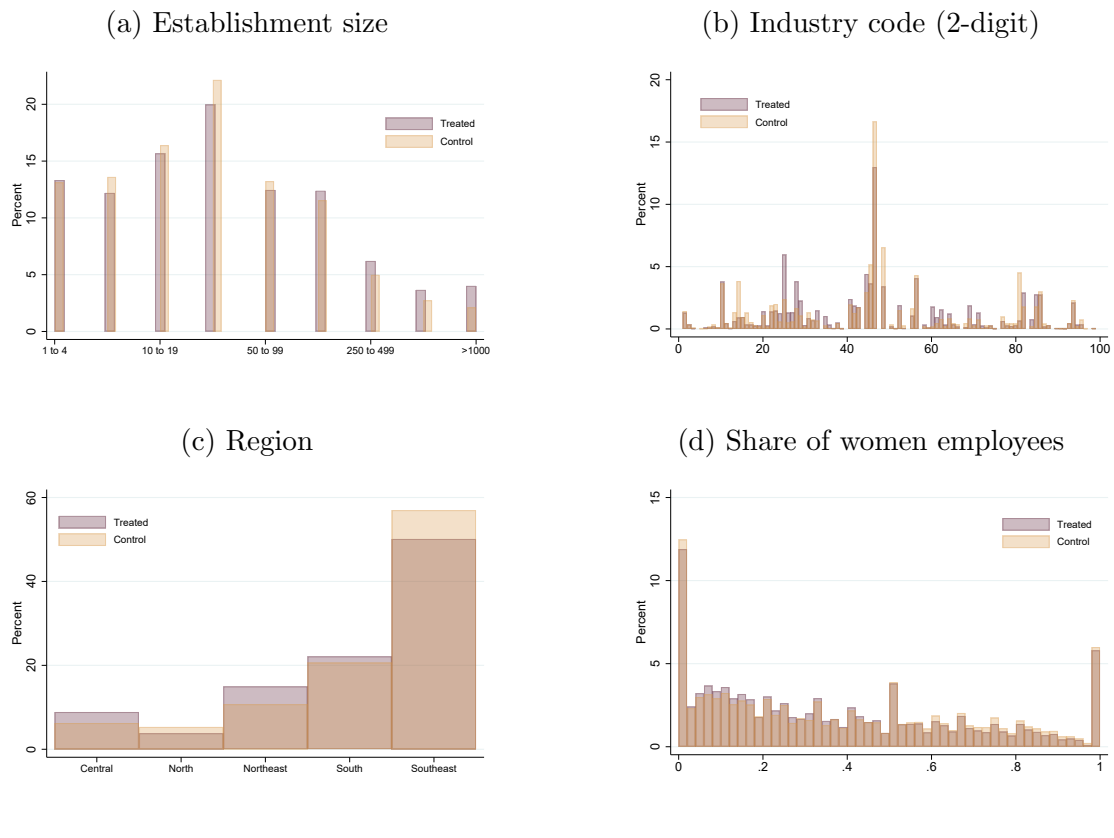 (a) Establishment size
Percent
20
15
10
5
0
1 to 4
10 to 19
50 to 99
250 to 499
>1000
Treated
Control
(b) Industry code (2-digit)
Percent
20
15
10
5
0
0
20
40
60
80
100
Treated
Control
(c) Region
Percent
60
40
20
0
Central
North
Northeast
South
Southeast
Treated
Control
(d) Share of women employees
Percent
15
10
5
0
0
.2
.4
.6
.8
1
Treated
Control